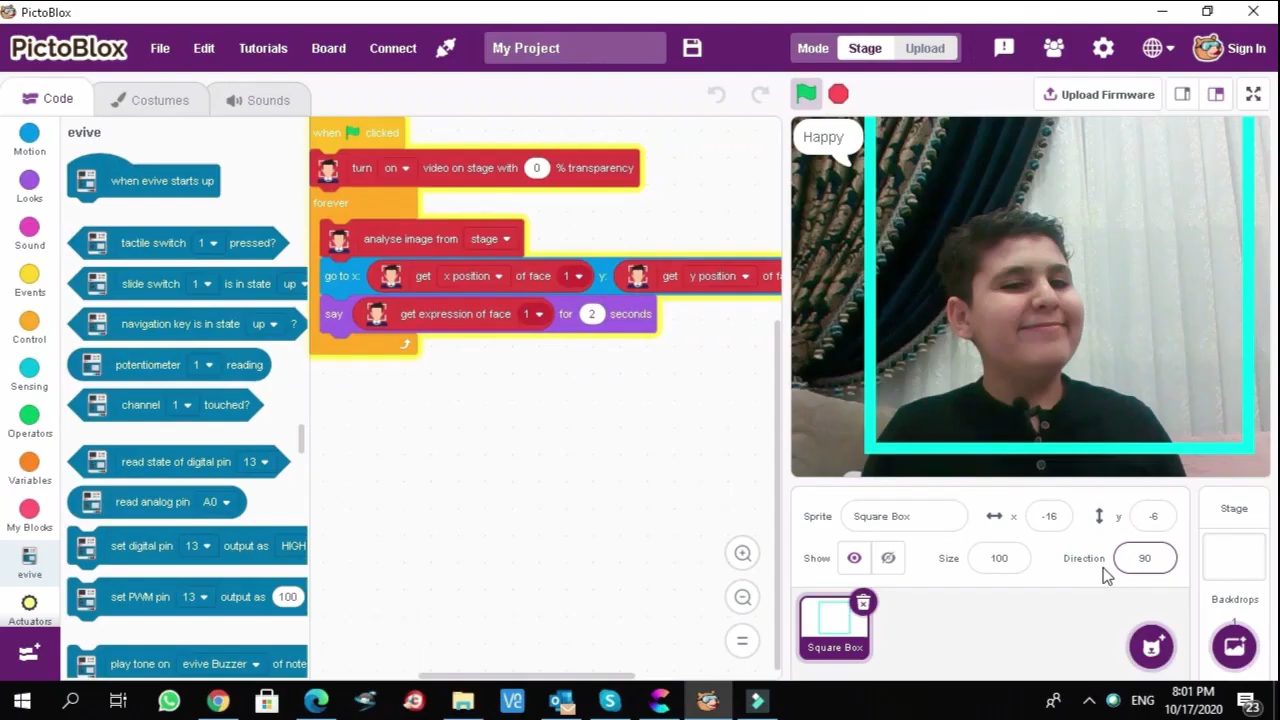 PictoBlox
PictoBlox File Edit Tutorials Board Connect My Project Mode Stage Upload Sign In
Code Costumes Sounds Upload Firmware
Motion
Looks
Sound
Events
Control
Sensing
Operators
Variables
My Blocks
evive
Actuators
evive
when evive starts up
tactile switch 1 pressed?
slide switch 1 is in state up
navigation key is in state up ?
potentiometer 1 reading
channel 1 touched?
read state of digital pin 13
read analog pin A0
set digital pin 13 output as HIGH
set PWM pin 13 output as 100
play tone on evive Buzzer of note
when clicked
turn on video on stage with 0 % transparency
forever
analyse image from stage
go to x: get x position of face 1 y: get y position of
say get expression of face 1 for 2 seconds
Happy
Sprite Square Box x -16 y -6
Show Size 100 Direction 90
Square Box
Stage
Backdrops
1
ENG 8:01 PM
10/17/2020 23